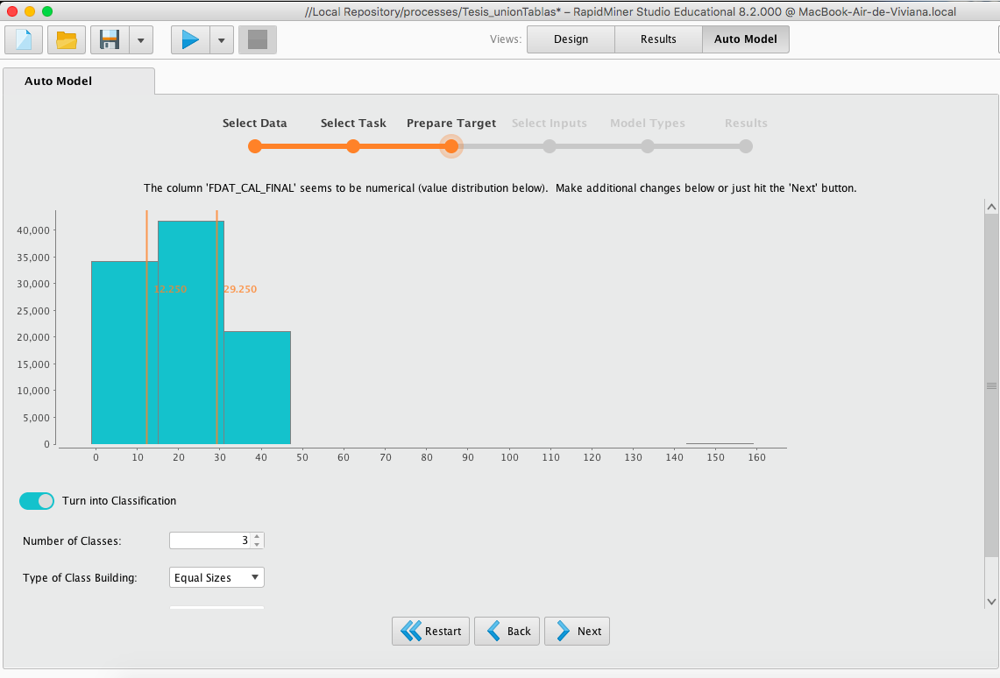 //Local Repository/processes/Tesis_unionTablas* – RapidMiner Studio Educational 8.2.000 @ MacBook-Air-de-Viviana.local
Views: Design Results Auto Model
Auto Model
Select Data Select Task Prepare Target Select Inputs Model Types Results
The column 'FDAT_CAL_FINAL' seems to be numerical (value distribution below).  Make additional changes below or just hit the 'Next' button.
40,000
35,000
30,000
25,000
20,000
15,000
10,000
5,000
0
12.250 29.250
0 10 20 30 40 50 60 70 80 90 100 110 120 130 140 150 160
Turn into Classification
Number of Classes: 3
Type of Class Building: Equal Sizes
Restart Back Next